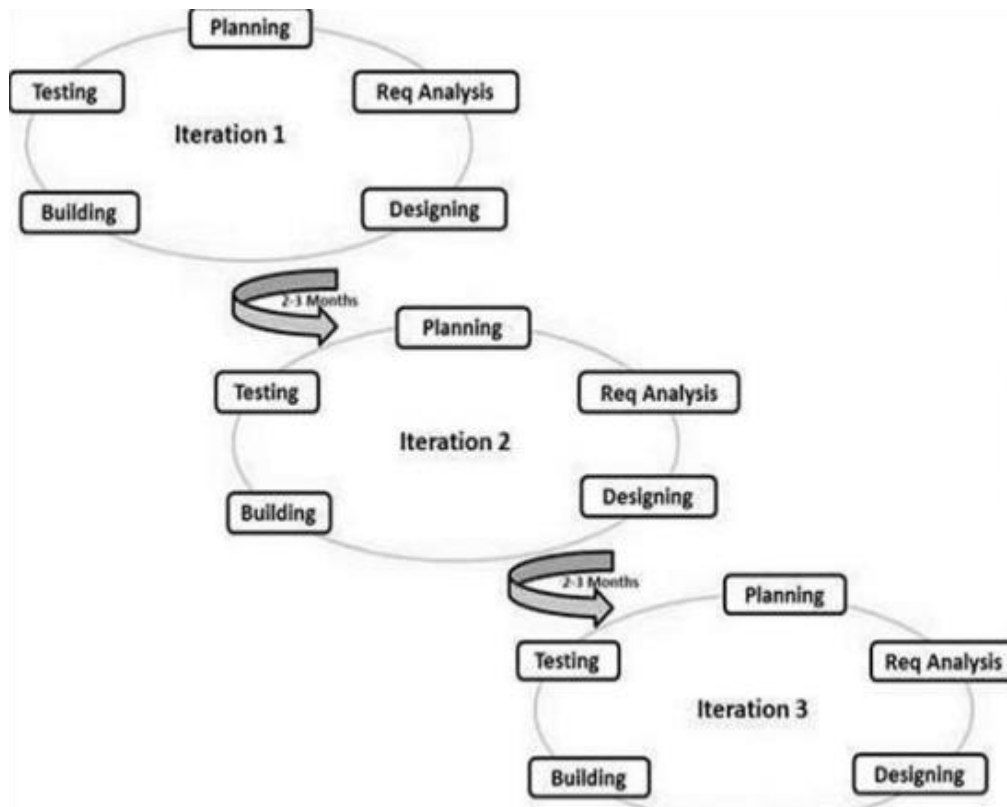 Planning
Testing
Req Analysis
Iteration 1
Building
Designing
2-3 Months
Planning
Testing
Req Analysis
Iteration 2
Building
Designing
2-3 Months
Planning
Testing
Req Analysis
Iteration 3
Building
Designing